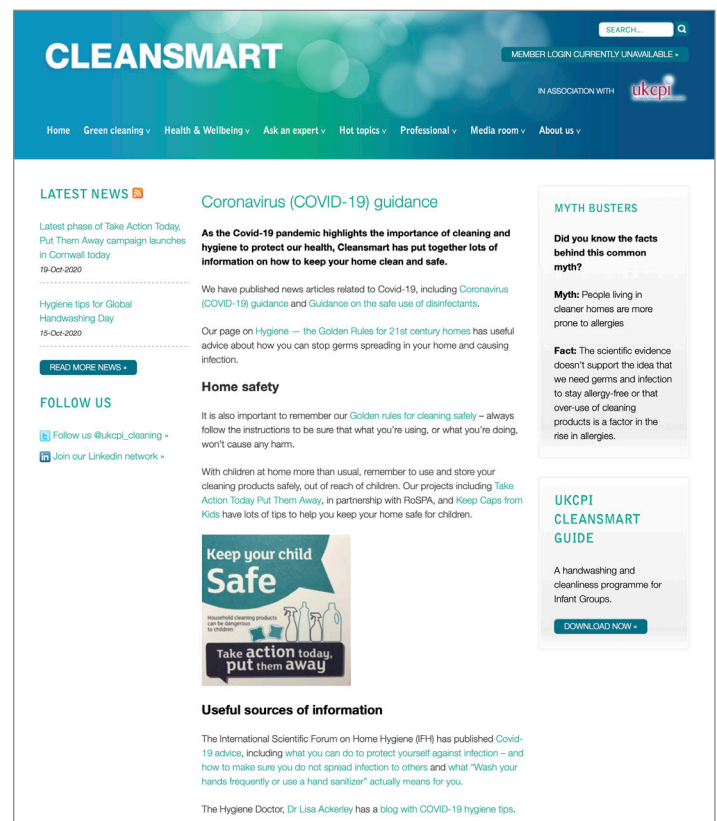 SEARCH...
CLEANSMART
MEMBER LOGIN CURRENTLY UNAVAILABLE »
IN ASSOCIATION WITH
ukcpi
Home Green cleaning v Health & Wellbeing v Ask an expert v Hot topics v Professional v Media room v About us v
LATEST NEWS
Latest phase of Take Action Today,
Put Them Away campaign launches
in Cornwall today
19-Oct-2020
Hygiene tips for Global
Handwashing Day
15-Oct-2020
READ MORE NEWS »
FOLLOW US
Follow us @ukcpi_cleaning »
Join our Linkedin network »
Coronavirus (COVID-19) guidance
As the Covid-19 pandemic highlights the importance of cleaning and
hygiene to protect our health, Cleansmart has put together lots of
information on how to keep your home clean and safe.
We have published news articles related to Covid-19, including Coronavirus
(COVID-19) guidance and Guidance on the safe use of disinfectants.
Our page on Hygiene — the Golden Rules for 21st century homes has useful
advice about how you can stop germs spreading in your home and causing
infection.
Home safety
It is also important to remember our Golden rules for cleaning safely – always
follow the instructions to be sure that what you're using, or what you're doing,
won't cause any harm.
With children at home more than usual, remember to use and store your
cleaning products safely, out of reach of children. Our projects including Take
Action Today Put Them Away, in partnership with RoSPA, and Keep Caps from
Kids have lots of tips to help you keep your home safe for children.
Keep your child
Safe
Household cleaning products
can be dangerous
to children
Take action today,
put them away
Useful sources of information
The International Scientific Forum on Home Hygiene (IFH) has published Covid-
19 advice, including what you can do to protect yourself against infection – and
how to make sure you do not spread infection to others and what "Wash your
hands frequently or use a hand sanitizer" actually means for you.
The Hygiene Doctor, Dr Lisa Ackerley has a blog with COVID-19 hygiene tips.
MYTH BUSTERS
Did you know the facts
behind this common
myth?
Myth: People living in
cleaner homes are more
prone to allergies
Fact: The scientific evidence
doesn't support the idea that
we need germs and infection
to stay allergy-free or that
over-use of cleaning
products is a factor in the
rise in allergies.
UKCPI
CLEANSMART
GUIDE
A handwashing and
cleanliness programme for
Infant Groups.
DOWNLOAD NOW »